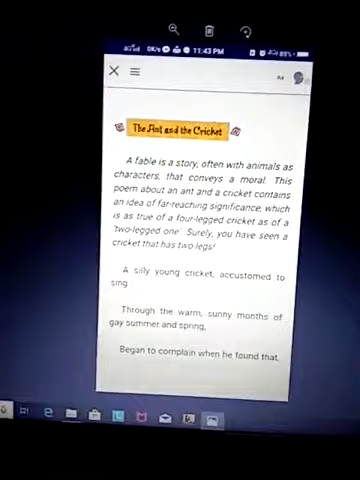 11:43 PM
The Ant and the Cricket
A fable is a story, often with animals as
characters, that conveys a moral. This
poem about an ant and a cricket contains
an idea of far-reaching significance, which
is as true of a four-legged cricket as of a
'two-legged one'. Surely, you have seen a
cricket that has two legs!
A silly young cricket, accustomed to
sing
Through the warm, sunny months of
gay summer and spring,
Began to complain when he found that,